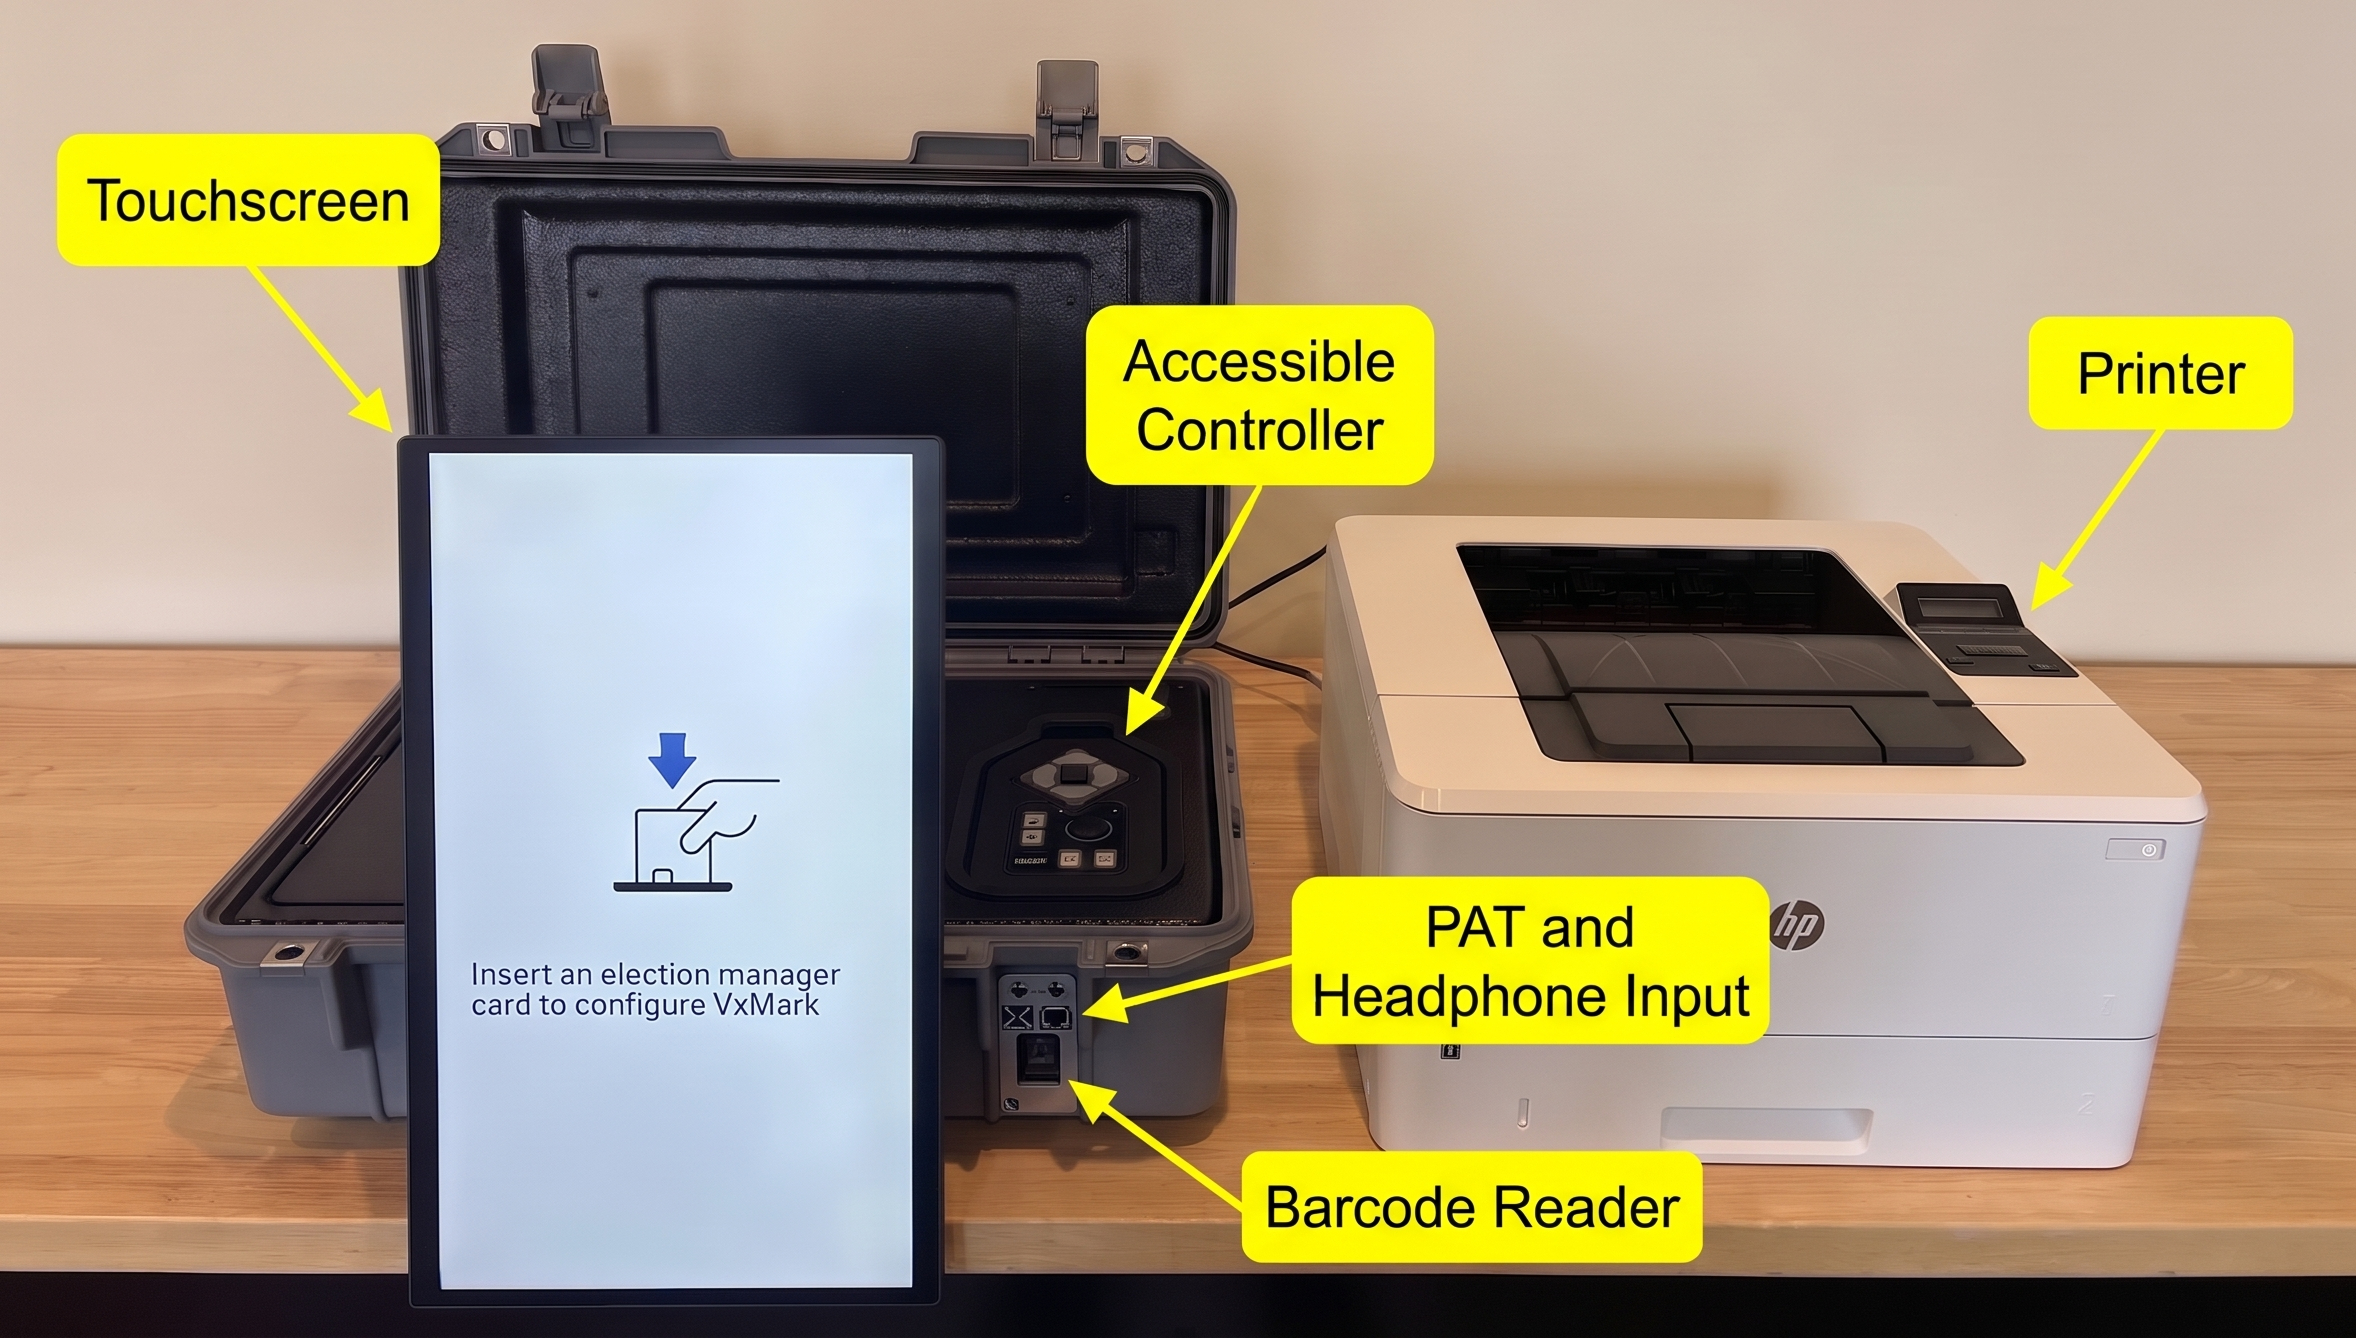 Touchscreen
Accessible
Controller
Printer
Insert an election manager
card to configure VxMark
PAT and
Headphone Input
hp
Barcode Reader
2